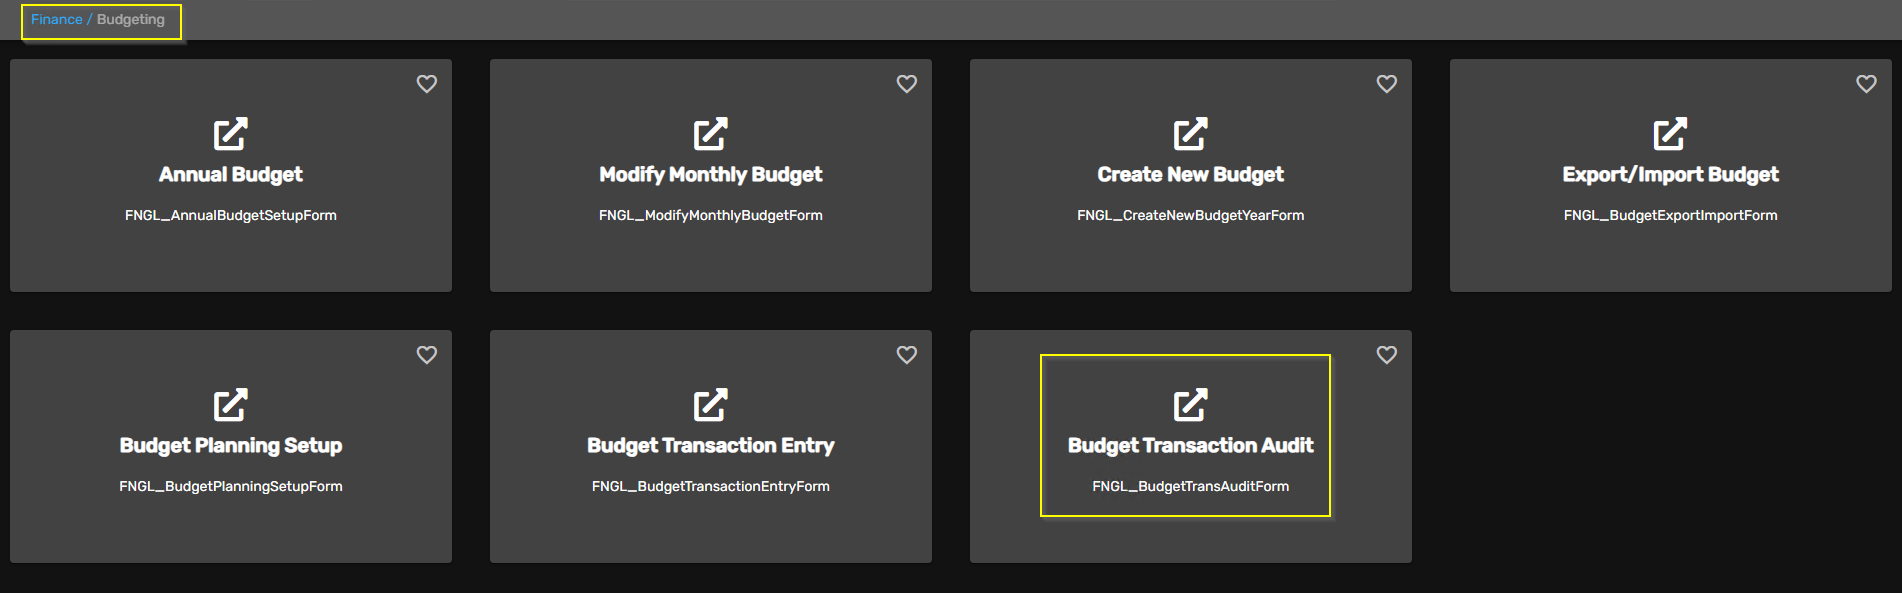 Finance / Budgeting
Annual Budget
FNGL_AnnualBudgetSetupForm
Modify Monthly Budget
FNGL_ModifyMonthlyBudgetForm
Create New Budget
FNGL_CreateNewBudgetYearForm
Export/Import Budget
FNGL_BudgetExportImportForm
Budget Planning Setup
FNGL_BudgetPlanningSetupForm
Budget Transaction Entry
FNGL_BudgetTransactionEntryForm
Budget Transaction Audit
FNGL_BudgetTransAuditForm